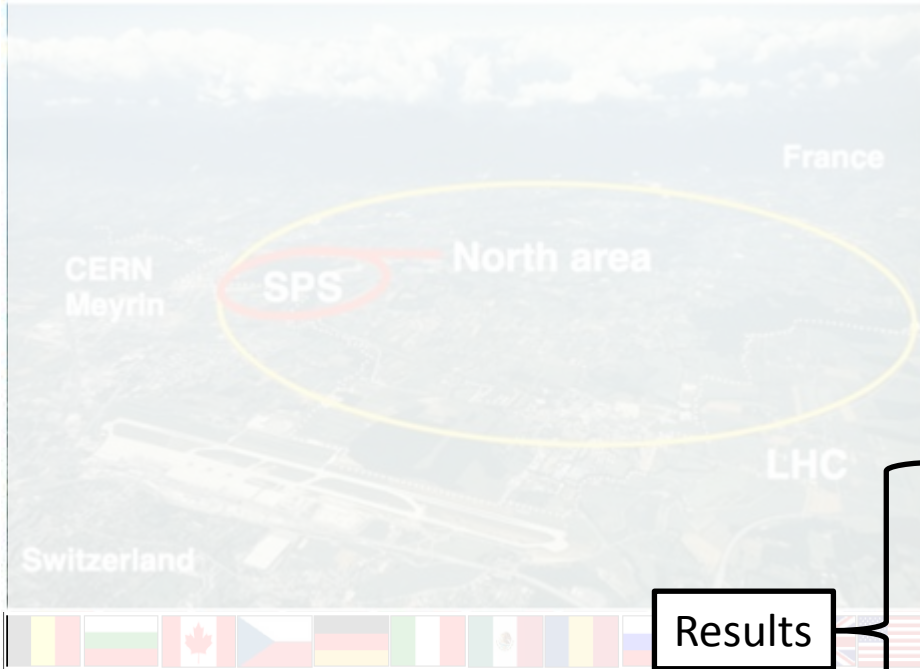 France
North area
CERN
Meyrin
SPS
LHC
Switzerland
Results